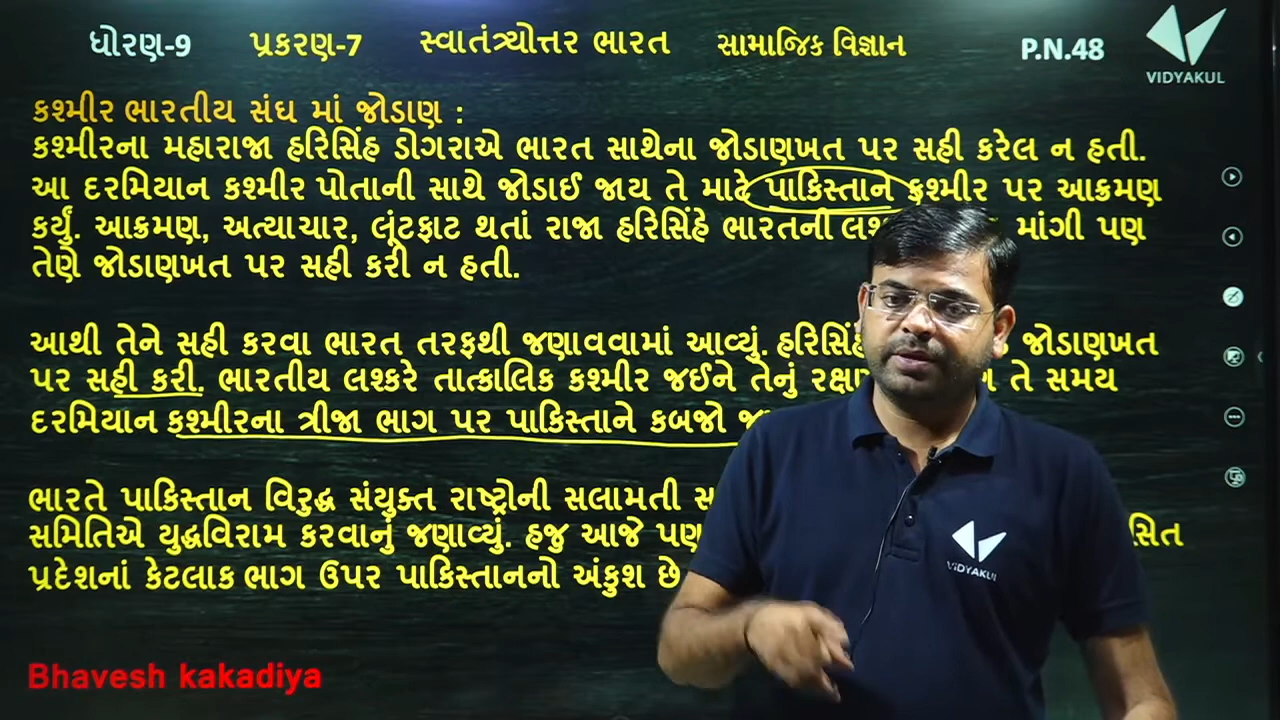 ધોરણ-9 પ્રકરણ-7 સ્વાતંત્ર્યોત્તર ભારત સામાજિક વિજ્ઞાન P.N.48
VIDYAKUL
કશ્મીર ભારતીય સંઘ માં જોડાણ :
કશ્મીરના મહારાજા હરિસિંહ ડોગરાએ ભારત સાથેના જોડાણખત પર સહી કરેલ ન હતી.
આ દરમિયાન કશ્મીર પોતાની સાથે જોડાઈ જાય તે માટે પાકિસ્તાને કશ્મીર પર આક્રમણ
કર્યું. આક્રમણ, અત્યાચાર, લૂંટફાટ થતાં રાજા હરિસિંહે ભારતની માંગી પણ
તેણે જોડાણખત પર સહી કરી ન હતી.
આથી તેને સહી કરવા ભારત તરફથી જણાવવામાં આવ્યું. જોડાણખત
પર સહી કરી. ભારતીય લશ્કરે તાત્કાલિક કશ્મીર જઈને તેનું તે સમય
દરમિયાન કશ્મીરના ત્રીજા ભાગ પર પાકિસ્તાને કબજો
ભારતે પાકિસ્તાન વિરુદ્ધ સંયુક્ત રાષ્ટ્રોની સલામતી
સમિતિએ યુદ્ધવિરામ કરવાનું જણાવ્યું. હજુ આજે પણ
પ્રદેશનાં કેટલાક ભાગ ઉપર પાકિસ્તાનનો અંકુશ છે
VIDYAKUL
Bhavesh kakadiya